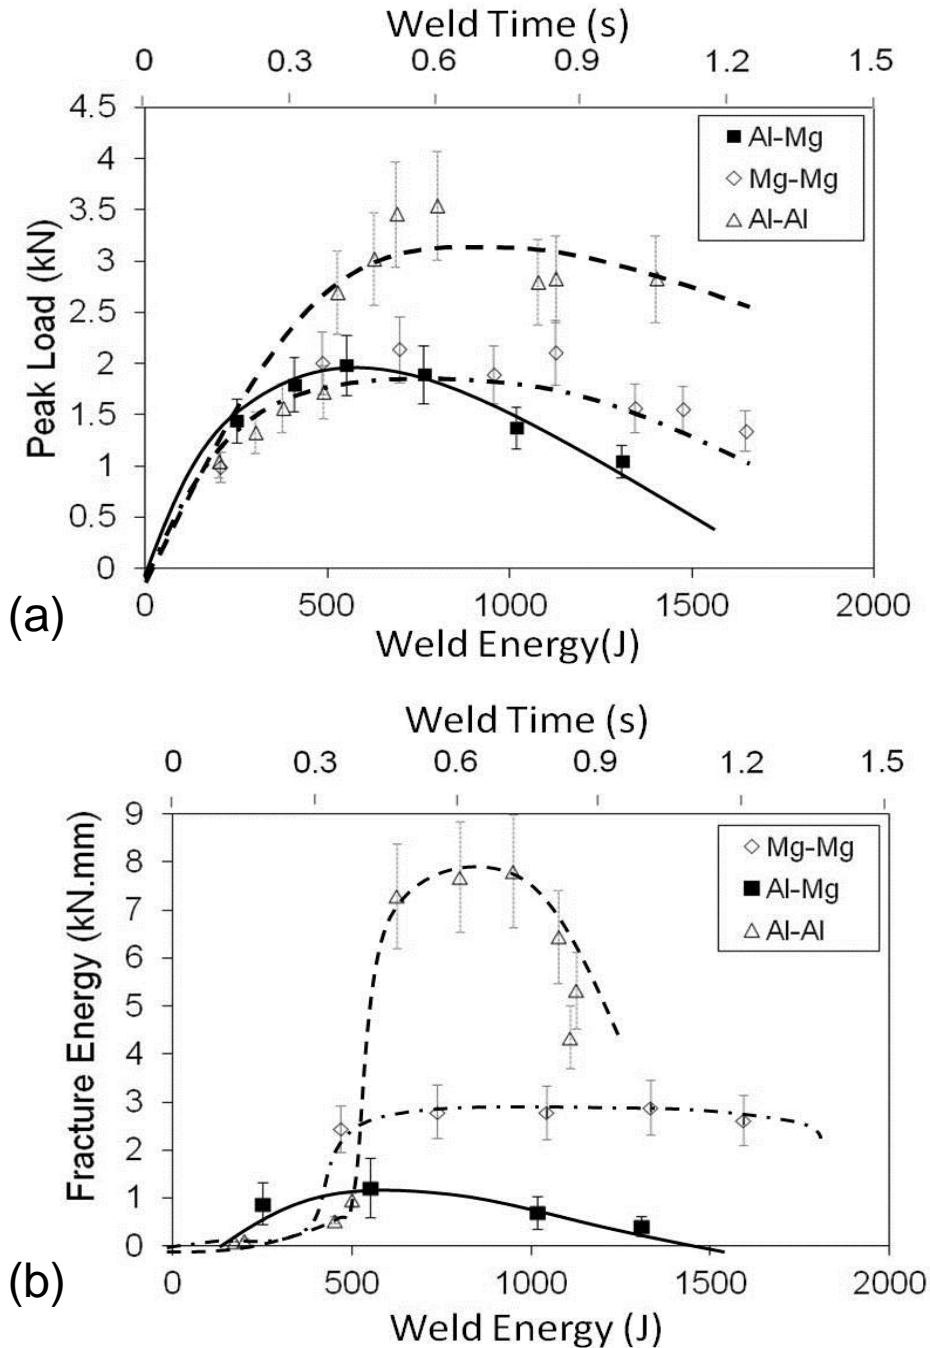 Weld Time (s)
0 0.3 0.6 0.9 1.2 1.5
4.5
4
3.5
3
2.5
2
1.5
1
0.5
0
Peak Load (kN)
Al-Mg
Mg-Mg
Al-Al
0 500 1000 1500 2000
Weld Energy(J)
(a)
Weld Time (s)
0 0.3 0.6 0.9 1.2 1.5
9
8
7
6
5
4
3
2
1
0
Fracture Energy (kN.mm)
Mg-Mg
Al-Mg
Al-Al
0 500 1000 1500 2000
Weld Energy (J)
(b)